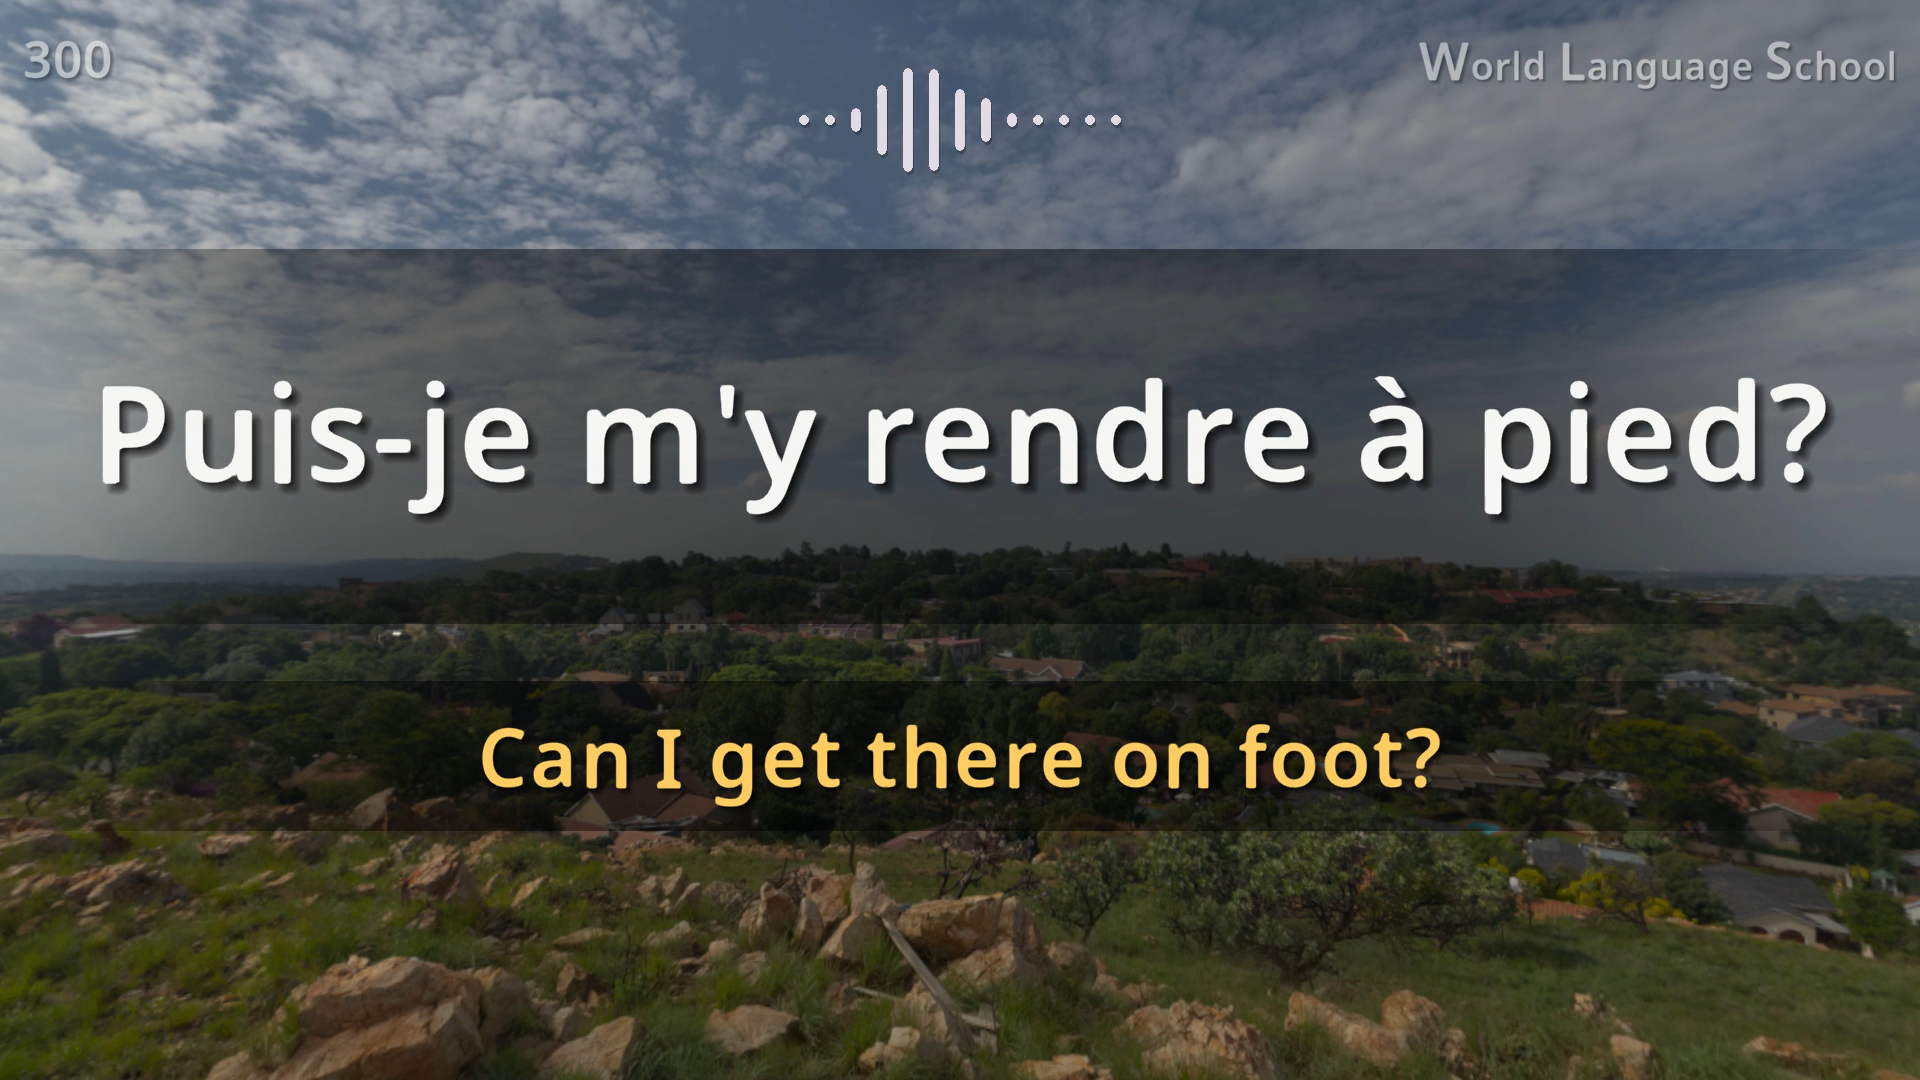 300
World Language School
Puis-je m'y rendre à pied?
Can I get there on foot?